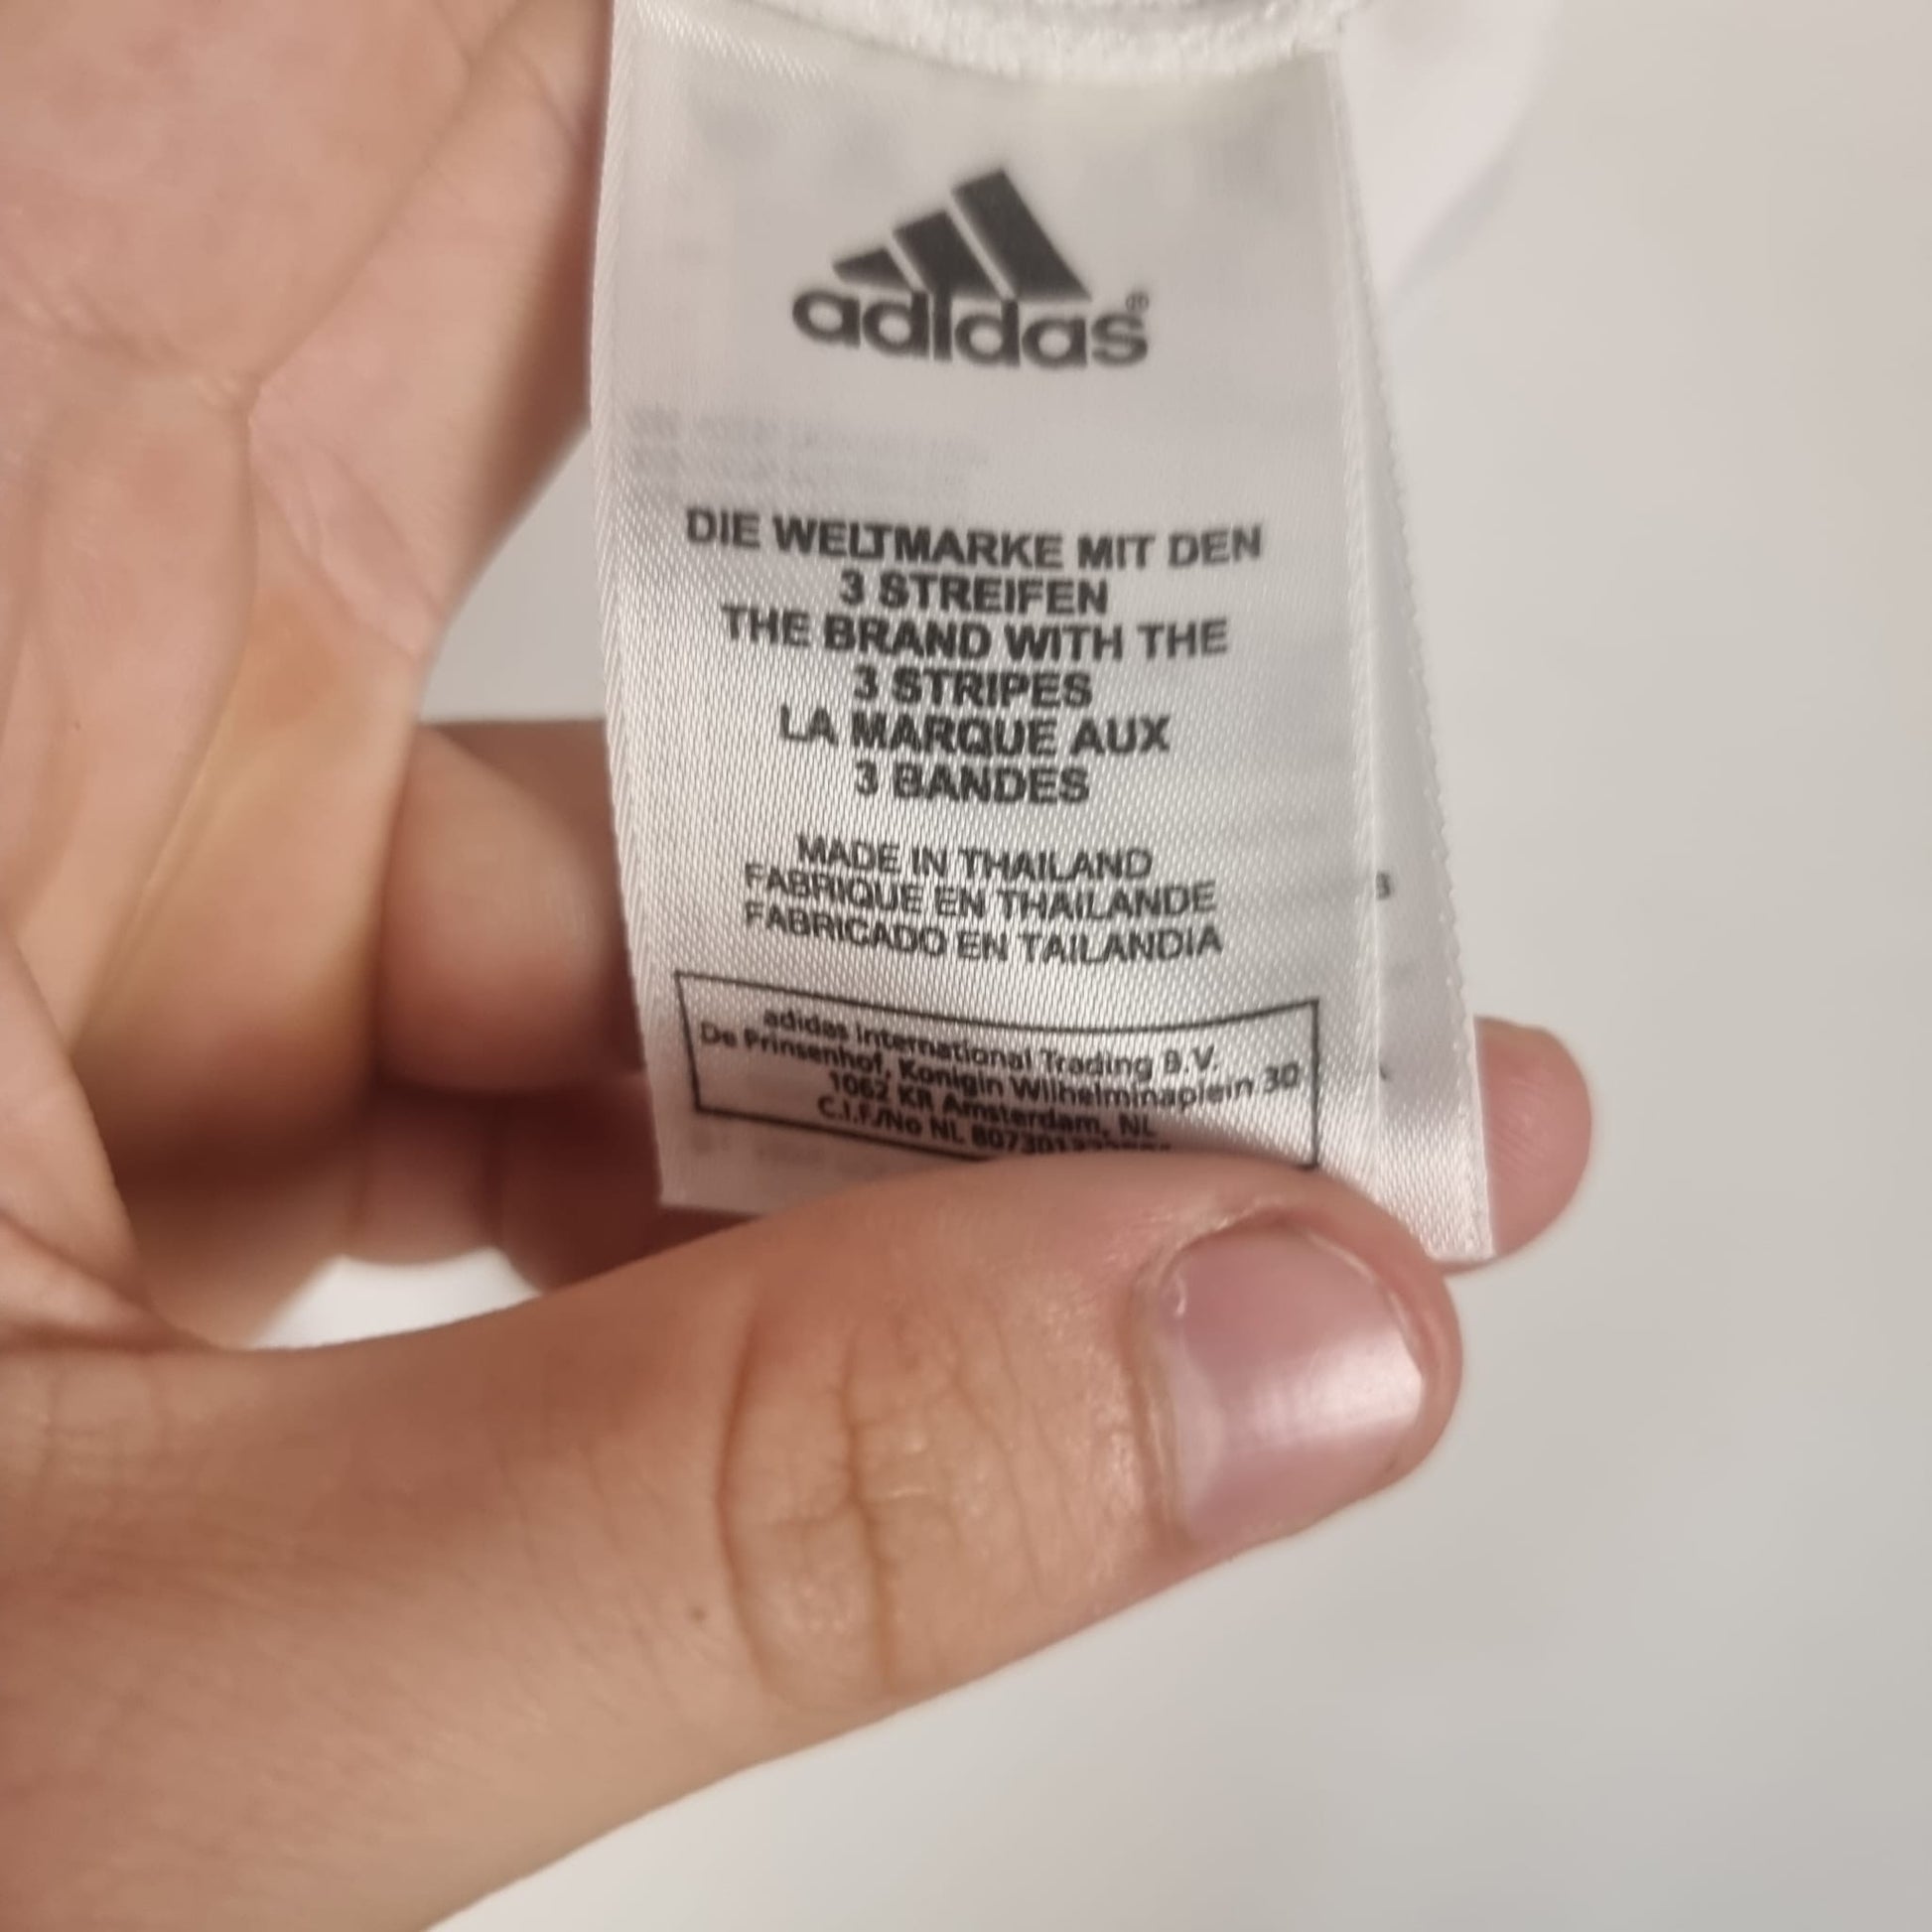 adidas®
DIE WELTMARKE MIT DEN
3 STREIFEN
THE BRAND WITH THE
3 STRIPES
LA MARQUE AUX
3 BANDES
MADE IN THAILAND
FABRIQUE EN THAILANDE
FABRICADO EN TAILANDIA
adidas International Trading B.V.
De Prinsenhof, Konigin Wilhelminaplein 30
1062 KR Amsterdam, NL
C.I.F./No NL